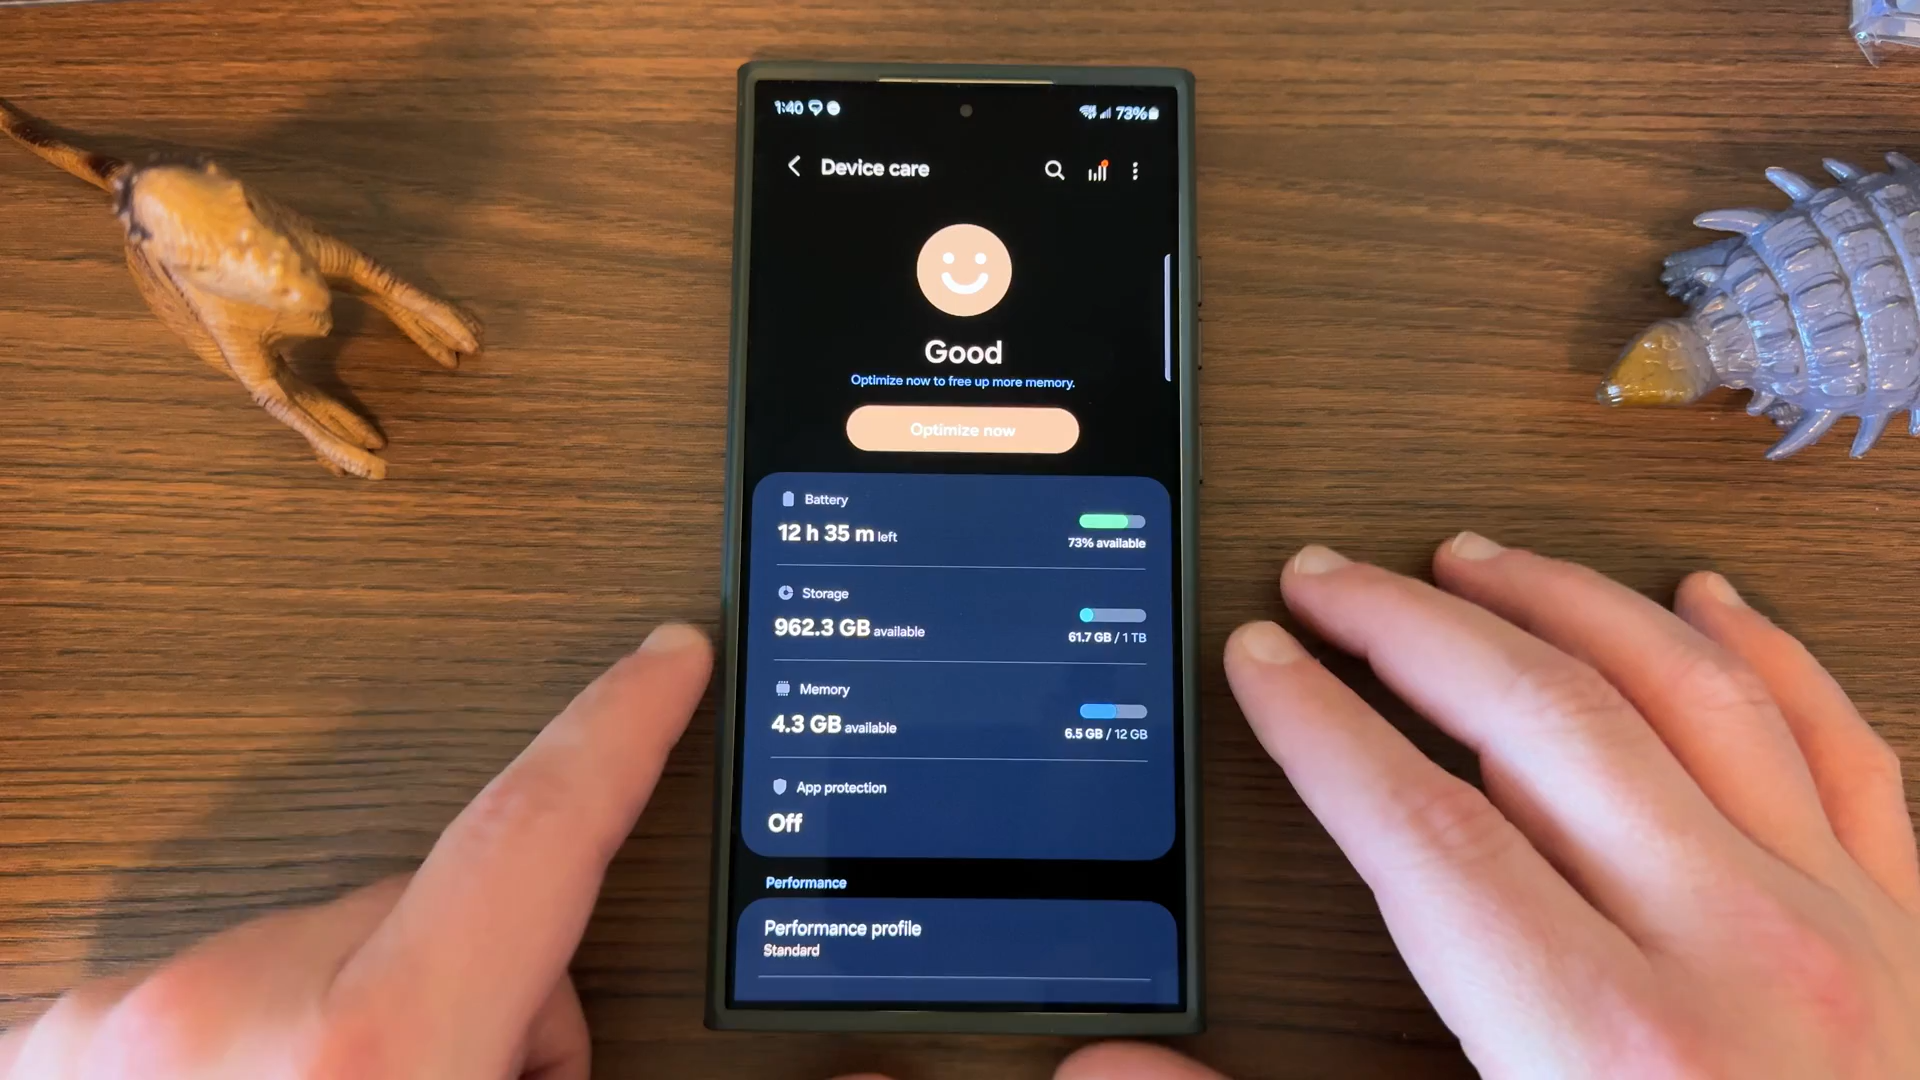 1:40 73%
Device care
Good
Optimize now to free up more memory.
Optimize now
Battery
12 h 35 m left
73% available
Storage
962.3 GB available
61.7 GB / 1 TB
Memory
4.3 GB available
6.5 GB / 12 GB
App protection
Off
Performance
Performance profile
Standard